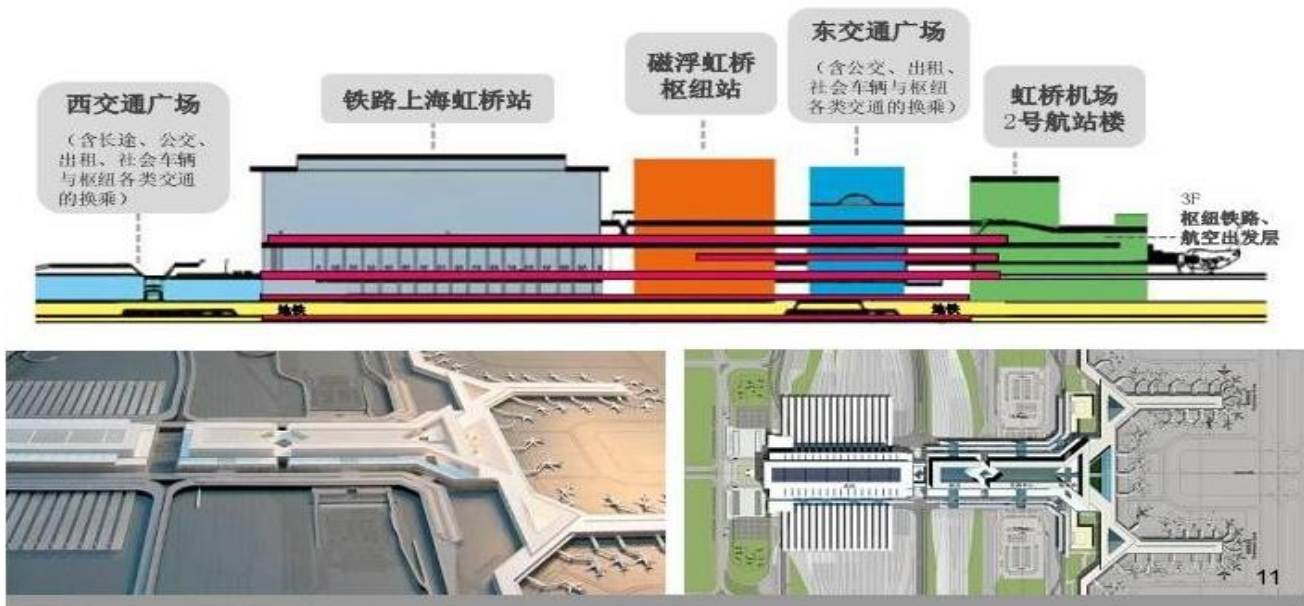 西交通广场
（含长途、公交、
出租、社会车辆
与枢纽各类交通
的换乘）
铁路上海虹桥站
磁浮虹桥
枢纽站
东交通广场
（含公交、出租、
社会车辆与枢纽
各类交通的换乘）
虹桥机场
2号航站楼
3F
枢纽铁路、
航空出发层
地铁
地铁
11